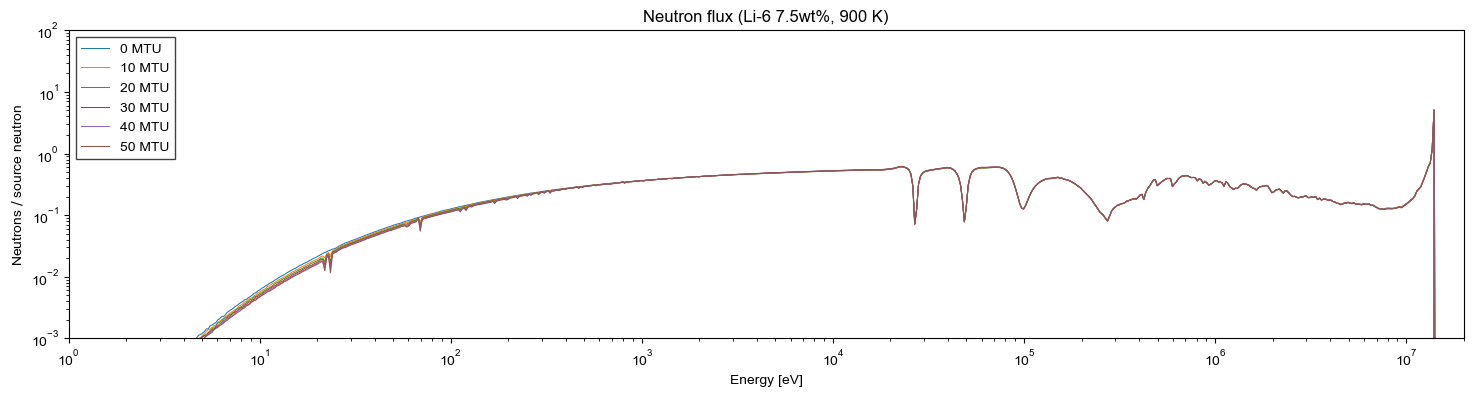 Neutron flux (Li-6 7.5wt%, 900 K)
10²
10¹
10⁰
10⁻¹
10⁻²
10⁻³
Neutrons / source neutron
0 MTU
10 MTU
20 MTU
30 MTU
40 MTU
50 MTU
10⁰ 10¹ 10² 10³ 10⁴ 10⁵ 10⁶ 10⁷
Energy [eV]